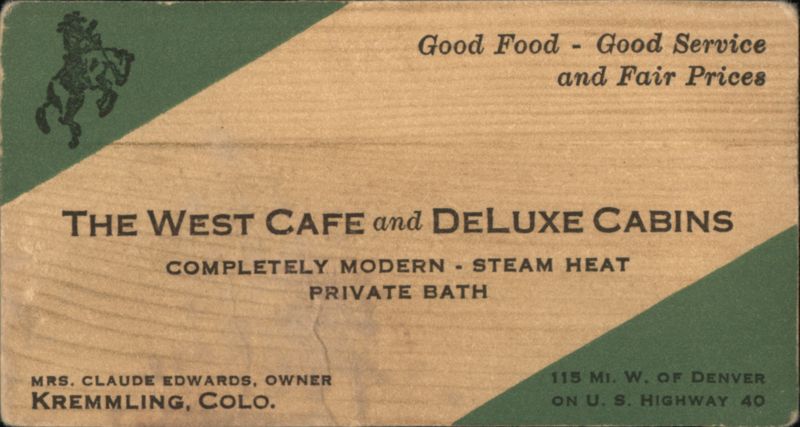 Good Food - Good Service
and Fair Prices
THE WEST CAFE and DELUXE CABINS
COMPLETELY MODERN - STEAM HEAT
PRIVATE BATH
MRS. CLAUDE EDWARDS, OWNER
KREMMLING, COLO.
115 MI. W. OF DENVER
ON U. S. HIGHWAY 40